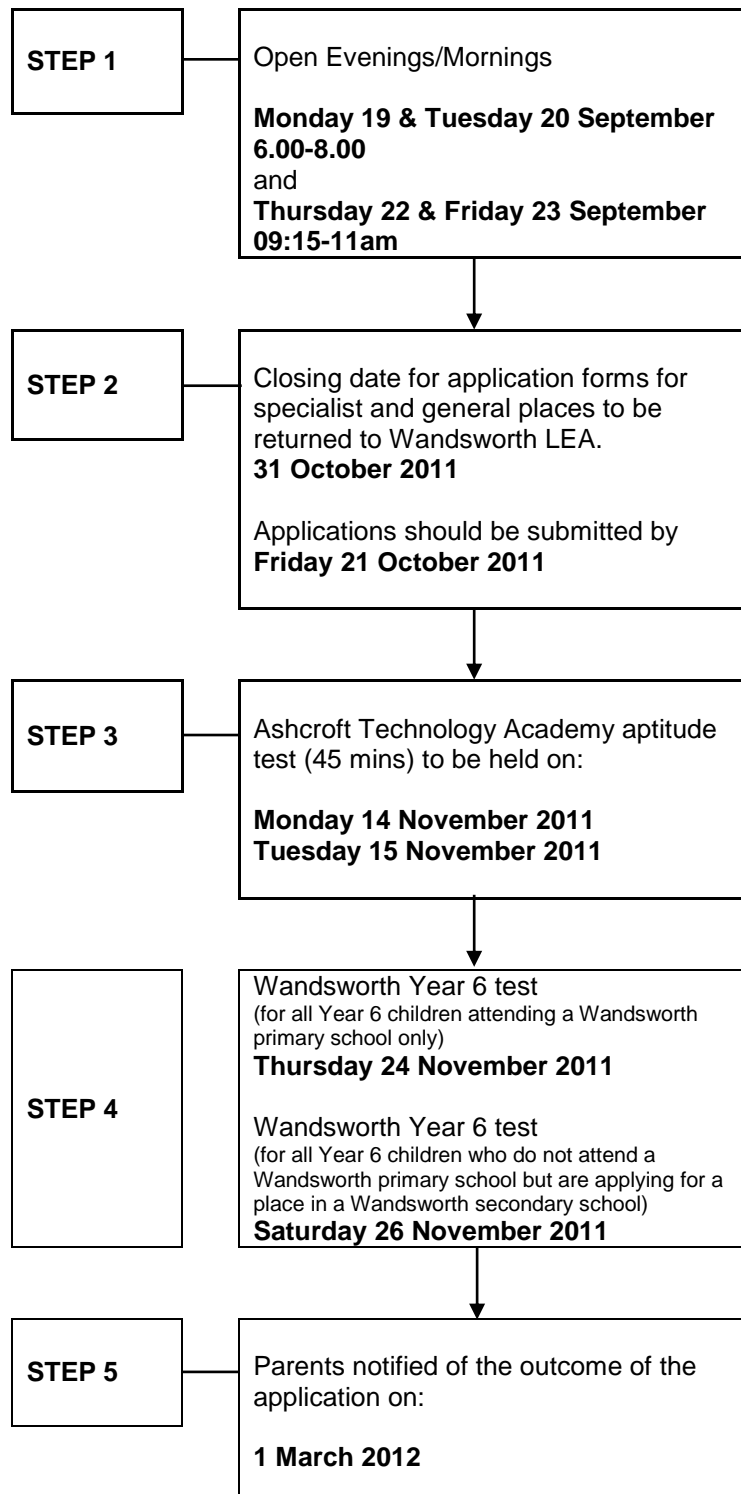 STEP 1
Open Evenings/Mornings
Monday 19 & Tuesday 20 September
6.00-8.00
and
Thursday 22 & Friday 23 September
09:15-11am
STEP 2
Closing date for application forms for
specialist and general places to be
returned to Wandsworth LEA.
31 October 2011
Applications should be submitted by
Friday 21 October 2011
STEP 3
Ashcroft Technology Academy aptitude
test (45 mins) to be held on:
Monday 14 November 2011
Tuesday 15 November 2011
STEP 4
Wandsworth Year 6 test
(for all Year 6 children attending a Wandsworth
primary school only)
Thursday 24 November 2011
Wandsworth Year 6 test
(for all Year 6 children who do not attend a
Wandsworth primary school but are applying for a
place in a Wandsworth secondary school)
Saturday 26 November 2011
STEP 5
Parents notified of the outcome of the
application on:
1 March 2012